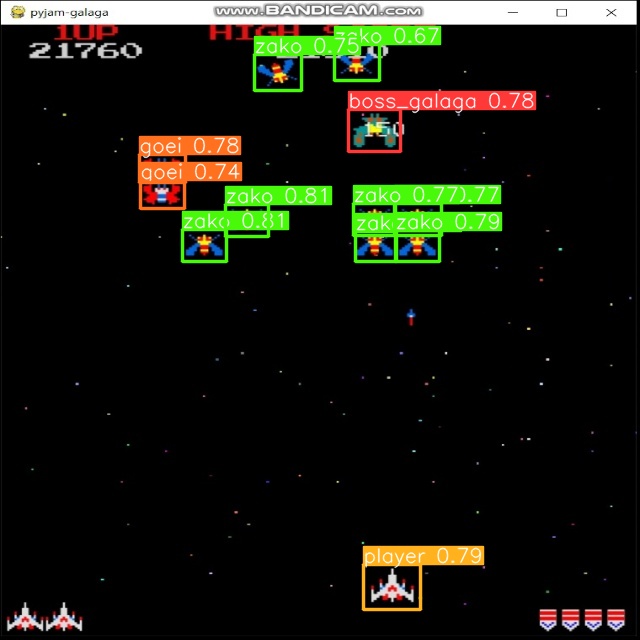 pyjam-galaga
www.BANDICAM.com
1UP HIGH
21760
zako 0.67
zako 0.75
boss_galaga 0.78
150
goei 0.78
goei 0.74
zako 0.81
zako 0.77
.77
zako 0.81
zak
zako 0.79
player 0.79